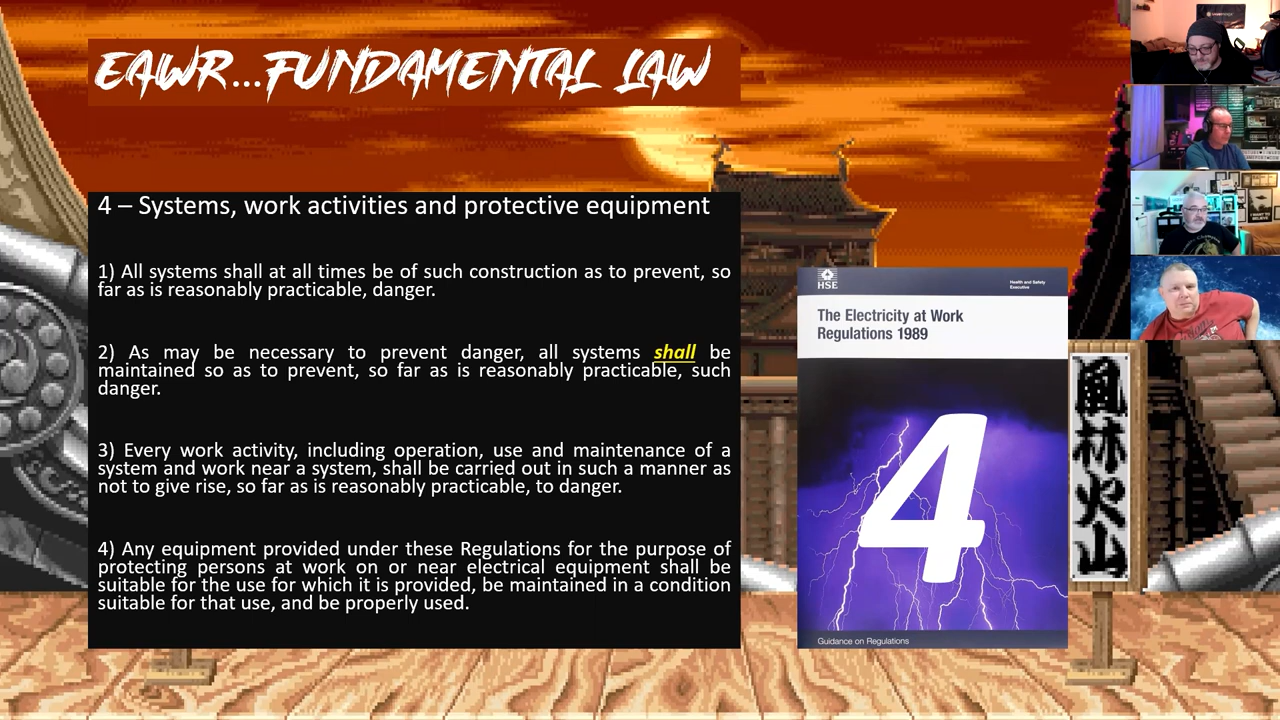 EAWR...FUNDAMENTAL LAW
4 – Systems, work activities and protective equipment
1) All systems shall at all times be of such construction as to prevent, so
far as is reasonably practicable, danger.
2) As may be necessary to prevent danger, all systems shall be
maintained so as to prevent, so far as is reasonably practicable, such
danger.
3) Every work activity, including operation, use and maintenance of a
system and work near a system, shall be carried out in such a manner as
not to give rise, so far as is reasonably practicable, to danger.
4) Any equipment provided under these Regulations for the purpose of
protecting persons at work on or near electrical equipment shall be
suitable for the use for which it is provided, be maintained in a condition
suitable for that use, and be properly used.
HSE
Health and Safety
Executive
The Electricity at Work
Regulations 1989
4
Guidance on Regulations
風
林
火
山
I WANT TO
BELIEVE